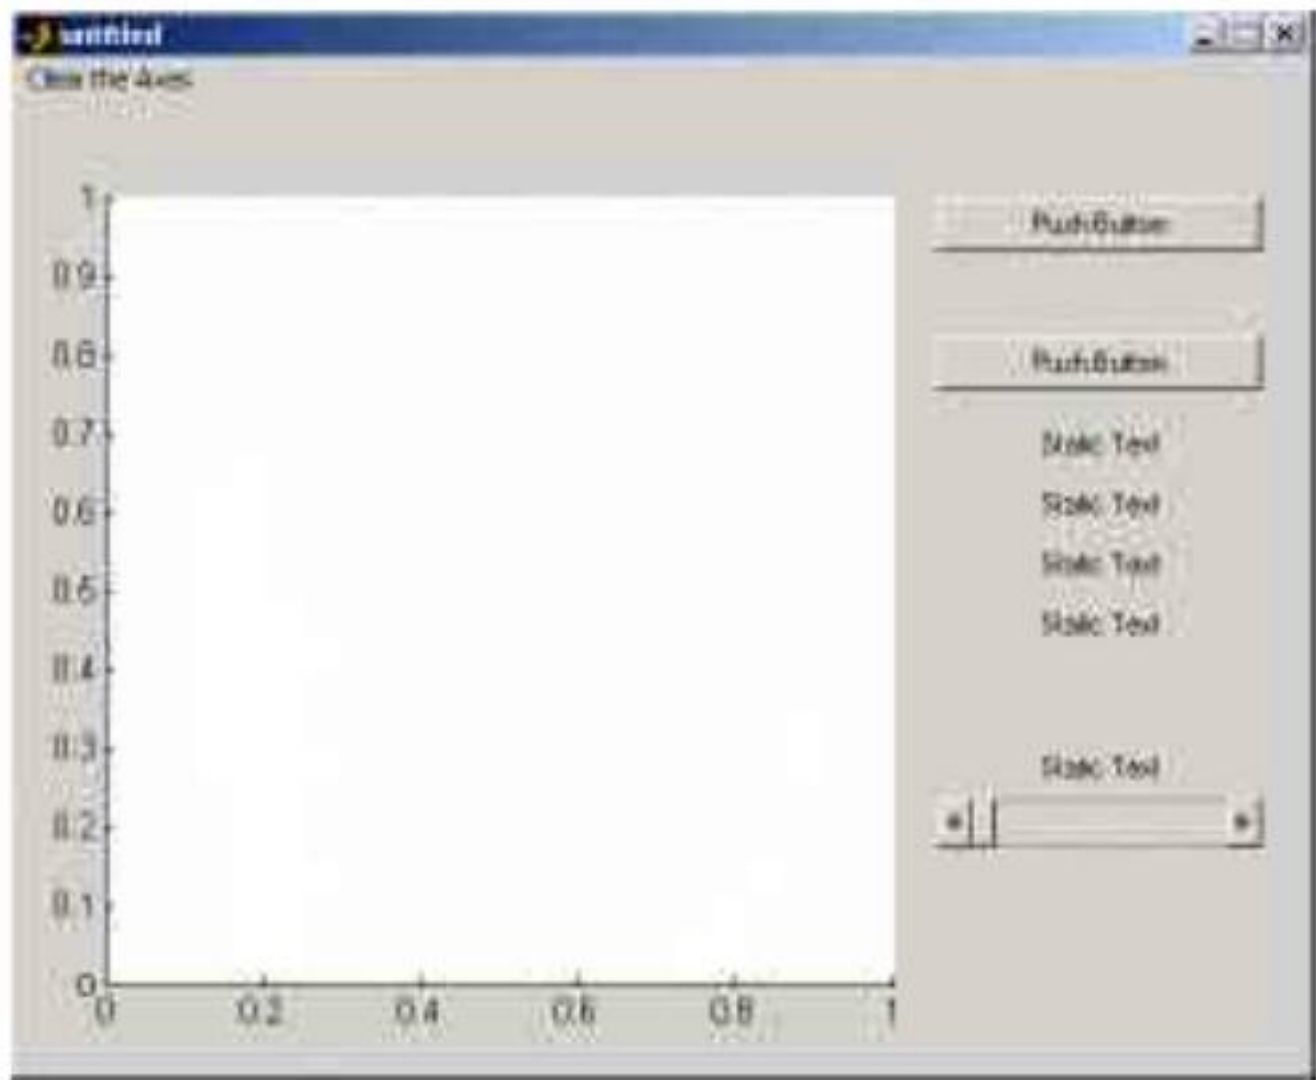 untitled
Clear the Axes
1
0.9
0.8
0.7
0.6
0.5
0.4
0.3
0.2
0.1
0
0 0.2 0.4 0.6 0.8 1
Push Button
Push Button
Static Text
Static Text
Static Text
Static Text
Static Text